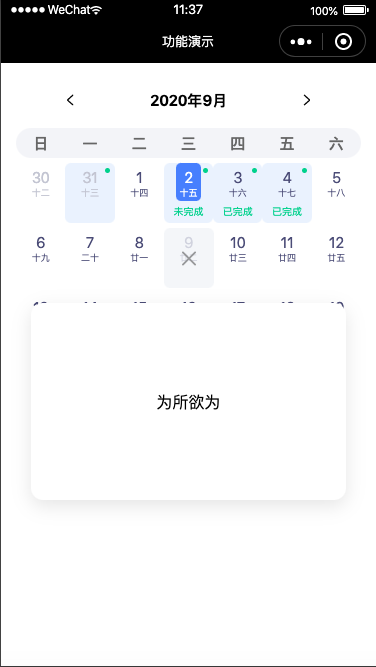 WeChat 11:37 100%
功能演示
2020年9月
日 一 二 三 四 五 六
30 31 1 2 3 4 5
十二 十三 十四 十五 十六 十七 十八
未完成 已完成 已完成
6 7 8 9 10 11 12
十九 二十 廿一 廿三 廿四 廿五
为所欲为